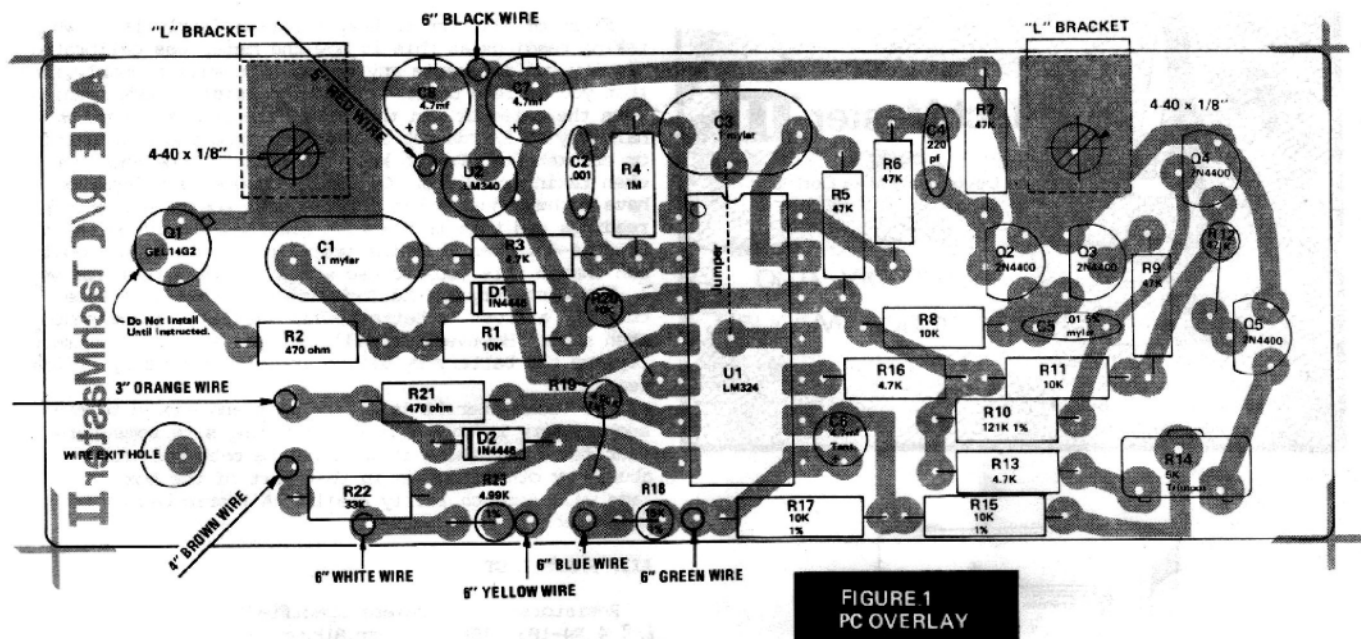 6" BLACK WIRE
"L" BRACKET
"L" BRACKET
5" RED WIRE
C8
4.7mf
+
C7
4.7mf
+
R7
47K
4-40 x 1/8"
4-40 x 1/8"
C3
.1 mylar
C4
220
pf
Q4
2N4400
C2
.001
R4
1M
R6
47K
U2
LM340
R5
47K
Q1
GEL14G2
C1
.1 mylar
R3
4.7K
Jumper
Q2
2N4400
Q3
2N4400
R12
R9
47K
D1
IN4446
R20
10K
Do Not Install
Until Instructed.
R2
470 ohm
R1
10K
R8
10K
C5
.01 5%
mylar
Q5
2N4400
U1
LM324
R16
4.7K
R11
10K
3" ORANGE WIRE
R21
470 ohm
R19
R10
121K 1%
C6
Tant.
WIRE EXIT HOLE
D2
IN4446
R13
4.7K
R14
5K
Trimpot
R22
33K
R23
4.99K
1%
R18
15K
1%
R17
10K
1%
R15
10K
1%
4" BROWN WIRE
6" WHITE WIRE
6" YELLOW WIRE
6" BLUE WIRE
6" GREEN WIRE
ACE R/C TachMaster II
FIGURE 1
PC OVERLAY